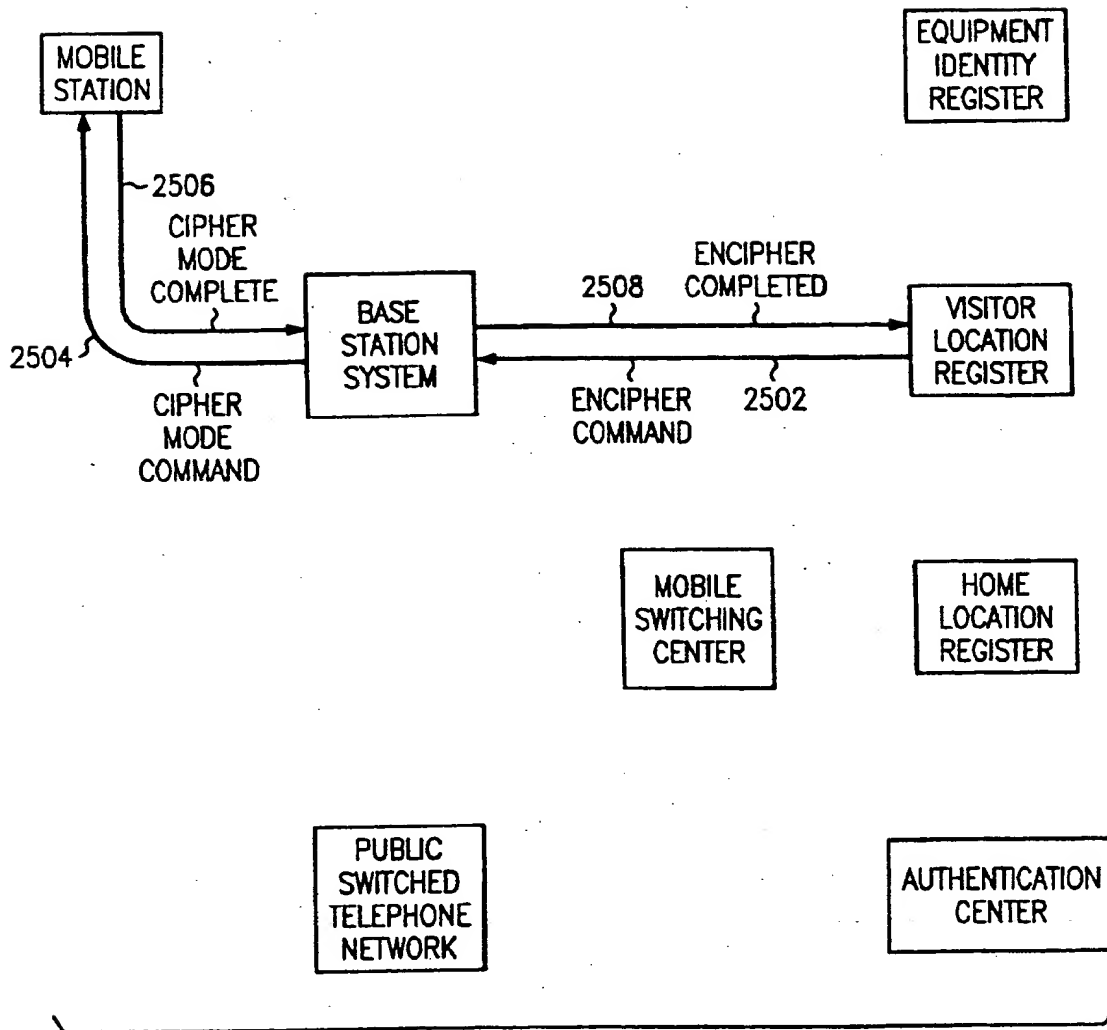 MOBILE
STATION
EQUIPMENT
IDENTITY
REGISTER
2506
CIPHER
MODE
COMPLETE
2504
CIPHER
MODE
COMMAND
BASE
STATION
SYSTEM
2508
ENCIPHER
COMPLETED
ENCIPHER
COMMAND
2502
VISITOR
LOCATION
REGISTER
MOBILE
SWITCHING
CENTER
HOME
LOCATION
REGISTER
PUBLIC
SWITCHED
TELEPHONE
NETWORK
AUTHENTICATION
CENTER